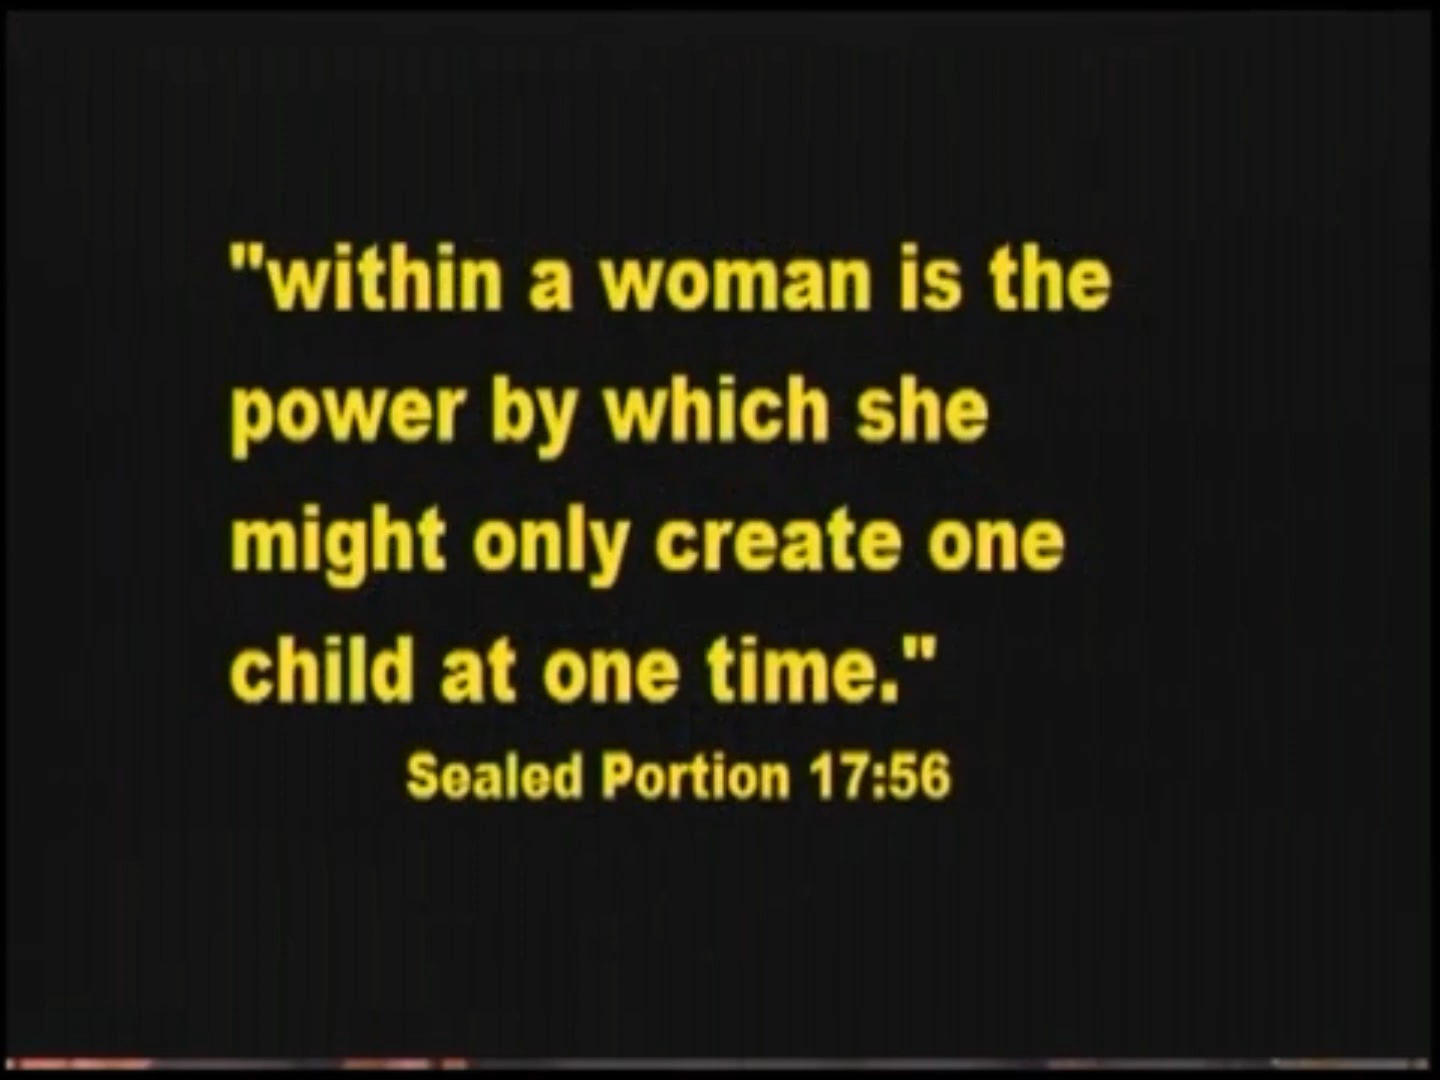 "within a woman is the
power by which she
might only create one
child at one time."
Sealed Portion 17:56